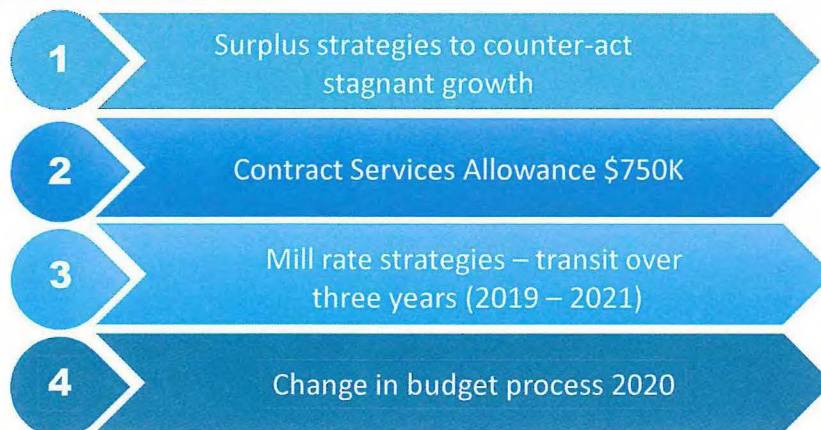 1
Surplus strategies to counter-act
stagnant growth
2
Contract Services Allowance $750K
3
Mill rate strategies – transit over
three years (2019 – 2021)
4
Change in budget process 2020